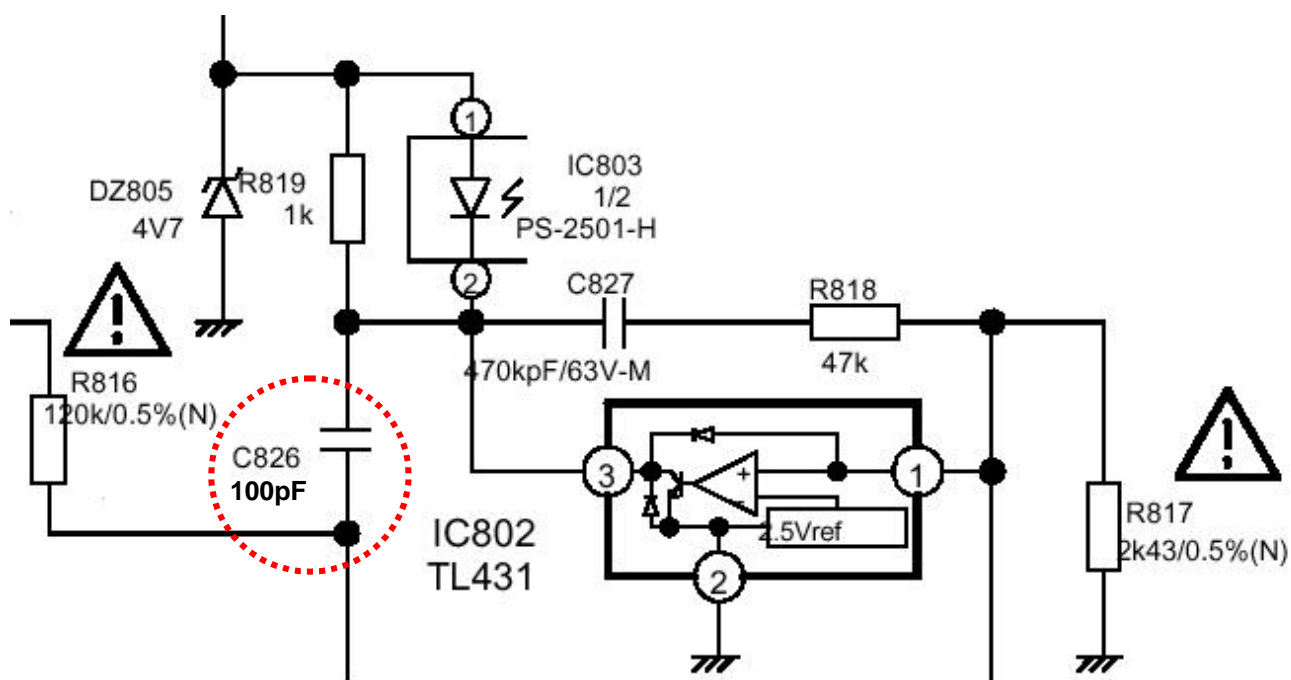 1
IC803
1/2
PS-2501-H
DZ805
4V7
R819
1k
2
C827
R818
470kpF/63V-M
47k
R816
120k/0.5%(N)
C826
100pF
3
+
-
1
2.5Vref
IC802
TL431
2
R817
2k43/0.5%(N)
!
!